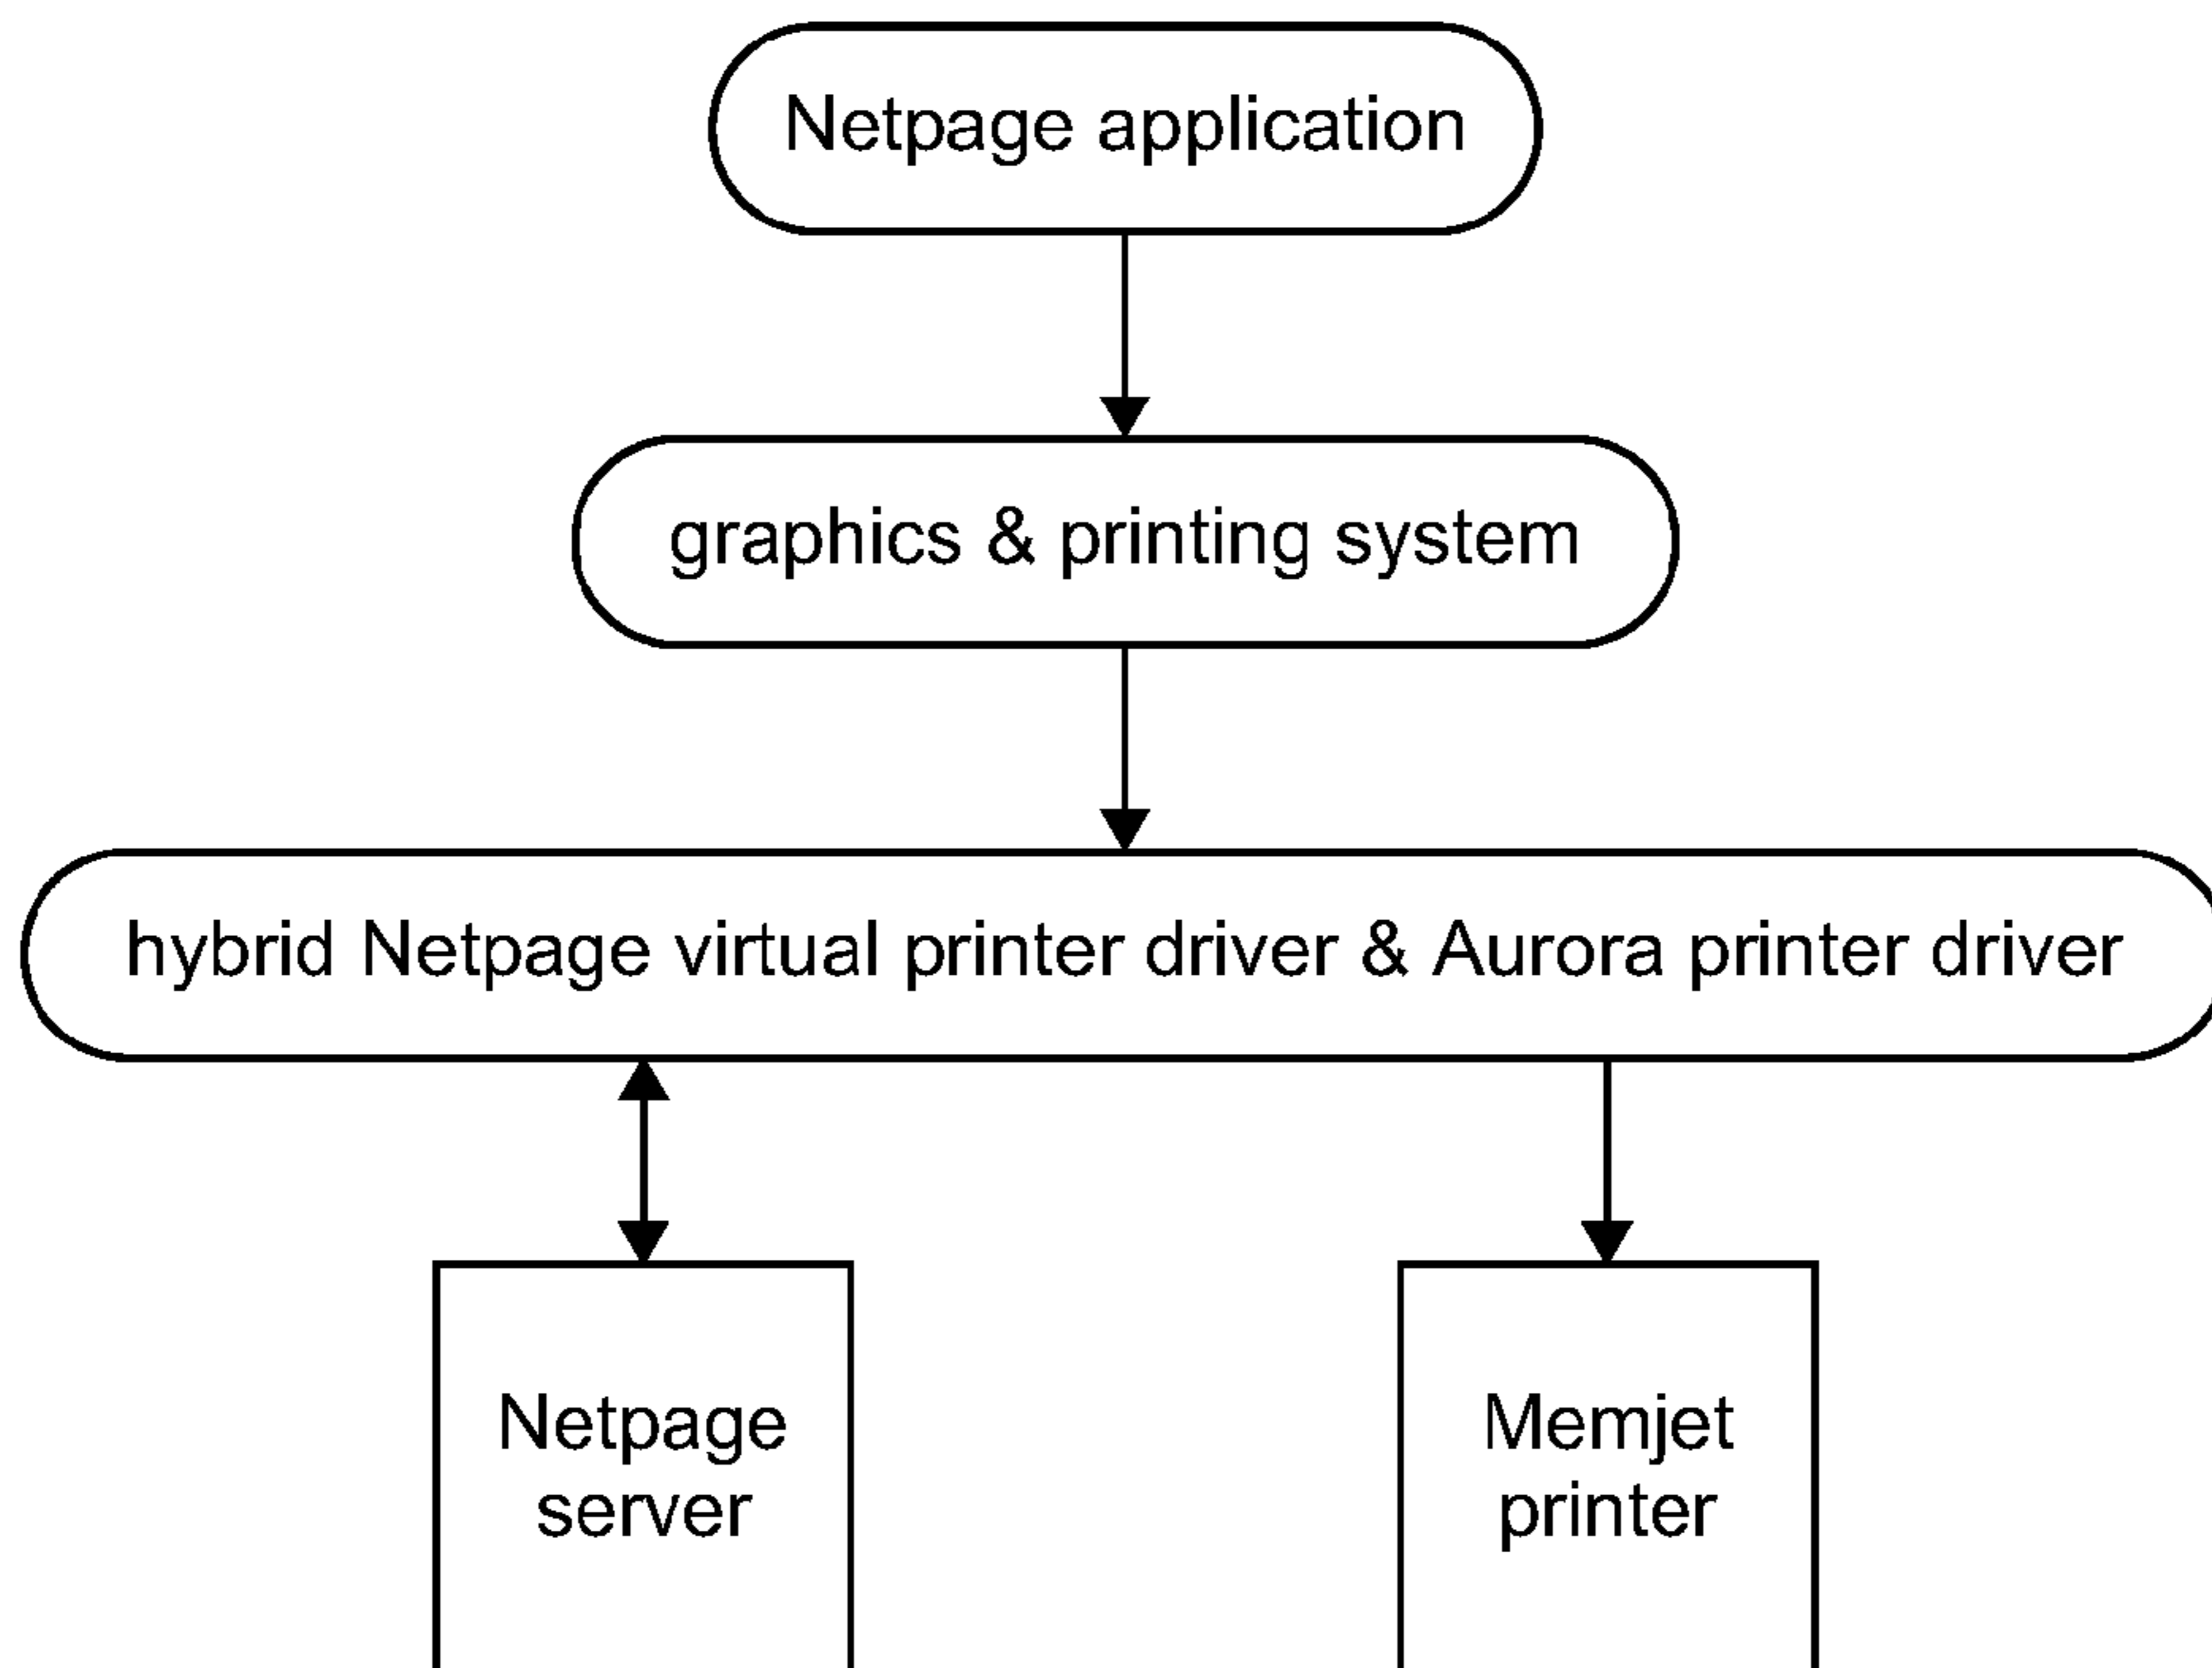 Netpage application
graphics & printing system
hybrid Netpage virtual printer driver & Aurora printer driver
Netpage
server
Memjet
printer